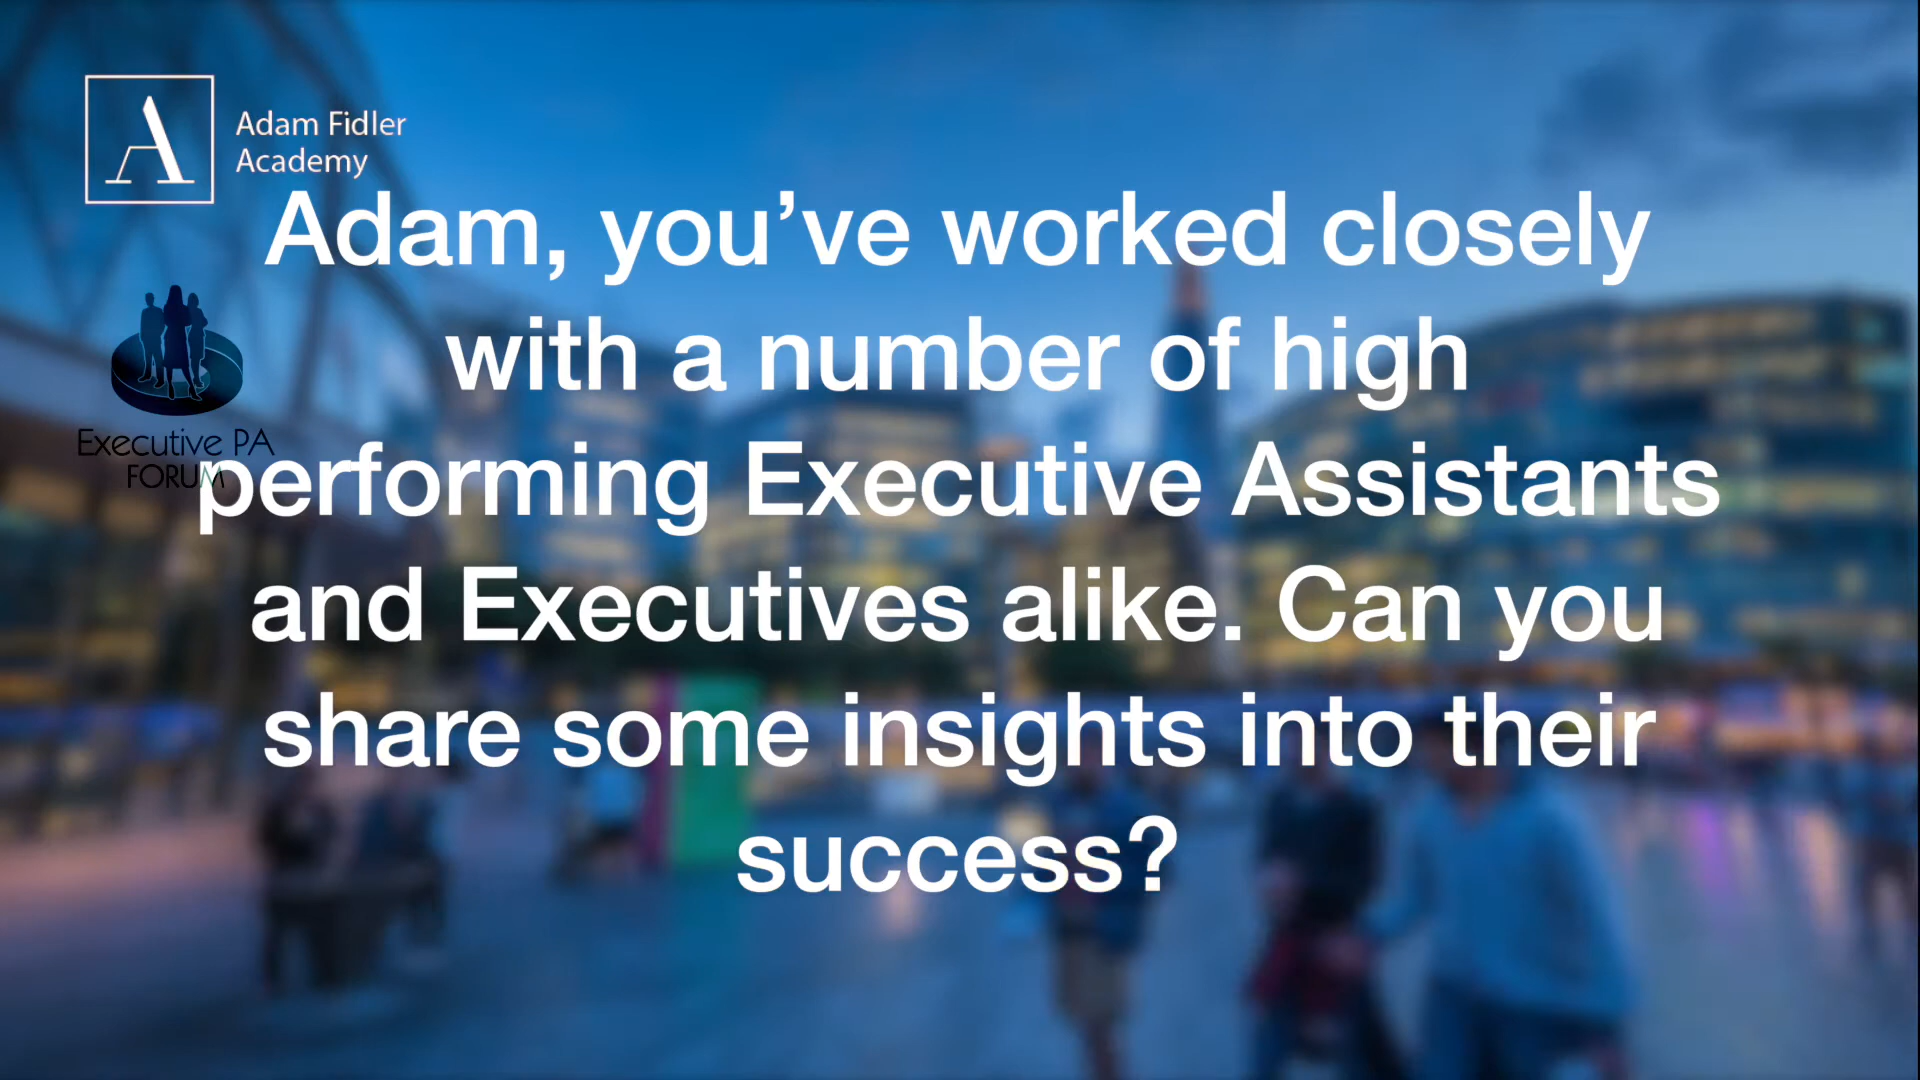 Adam Fidler
Academy
Adam, you’ve worked closely
with a number of high
Executive PA
FORUM
performing Executive Assistants
and Executives alike. Can you
share some insights into their
success?